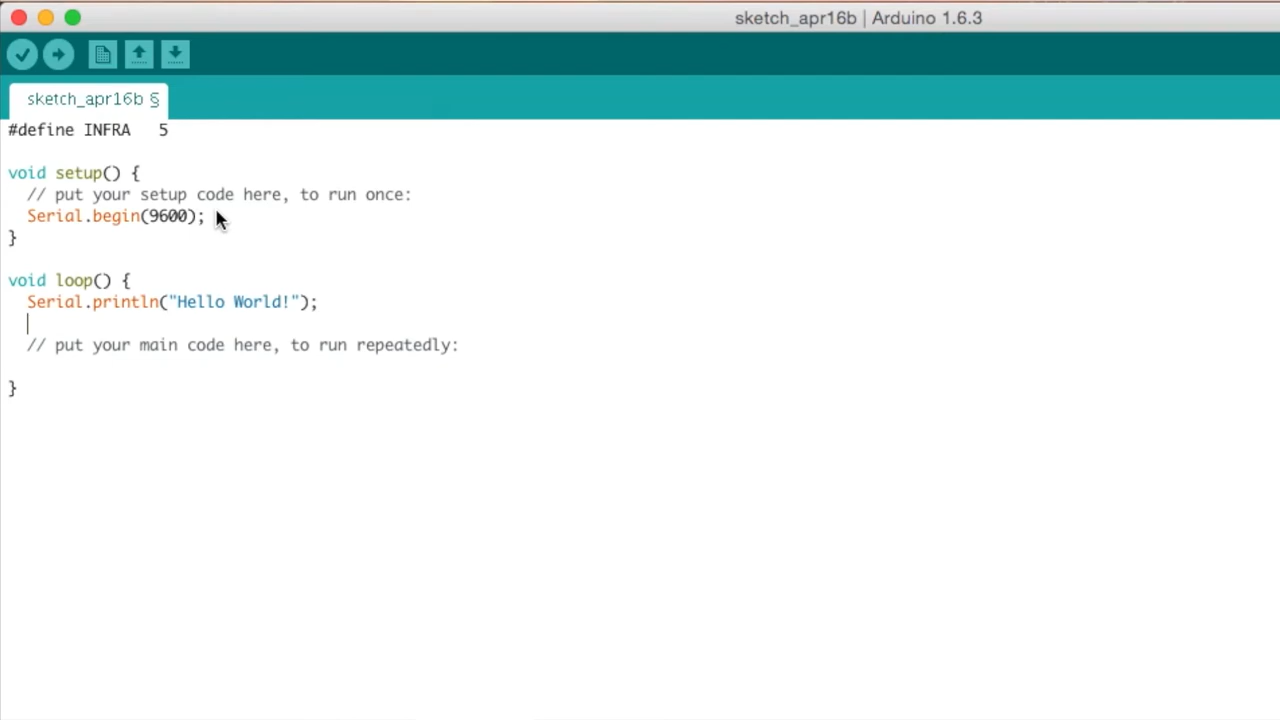 sketch_apr16b | Arduino 1.6.3
sketch_apr16b §
#define INFRA   5
void setup() {
  // put your setup code here, to run once:
  Serial.begin(9600);
}
void loop() {
  Serial.println("Hello World!");
  // put your main code here, to run repeatedly:
}